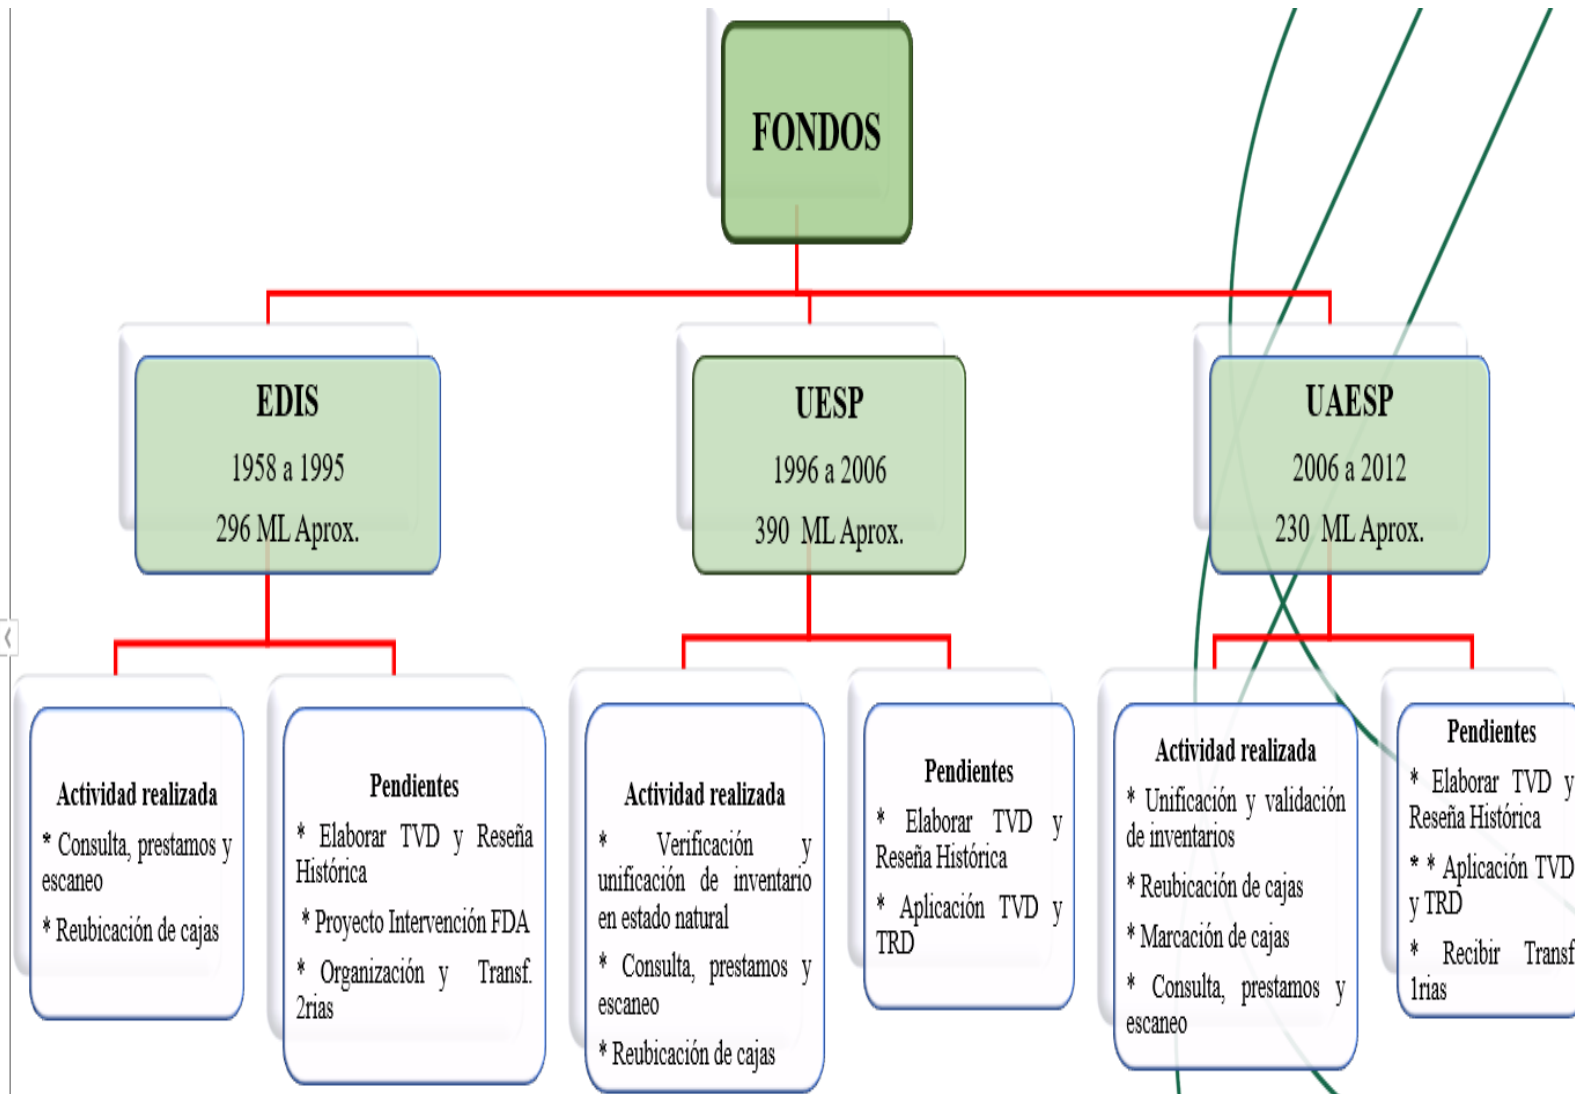 FONDOS
EDIS
1958 a 1995
296 ML Aprox.
UESP
1996 a 2006
390 ML Aprox.
UAESP
2006 a 2012
230 ML Aprox.
Actividad realizada
* Consulta, prestamos y
escaneo
* Reubicación de cajas
Pendientes
* Elaborar TVD y Reseña
Histórica
* Proyecto Intervención FDA
* Organización y Transf.
2rias
Actividad realizada
* Verificación y
unificación de inventario
en estado natural
* Consulta, prestamos y
escaneo
* Reubicación de cajas
Pendientes
* Elaborar TVD y
Reseña Histórica
* Aplicación TVD y
TRD
Actividad realizada
* Unificación y validación
de inventarios
* Reubicación de cajas
* Marcación de cajas
* Consulta, prestamos y
escaneo
Pendientes
* Elaborar TVD y
Reseña Histórica
* * Aplicación TVD
y TRD
* Recibir Transf
1rias